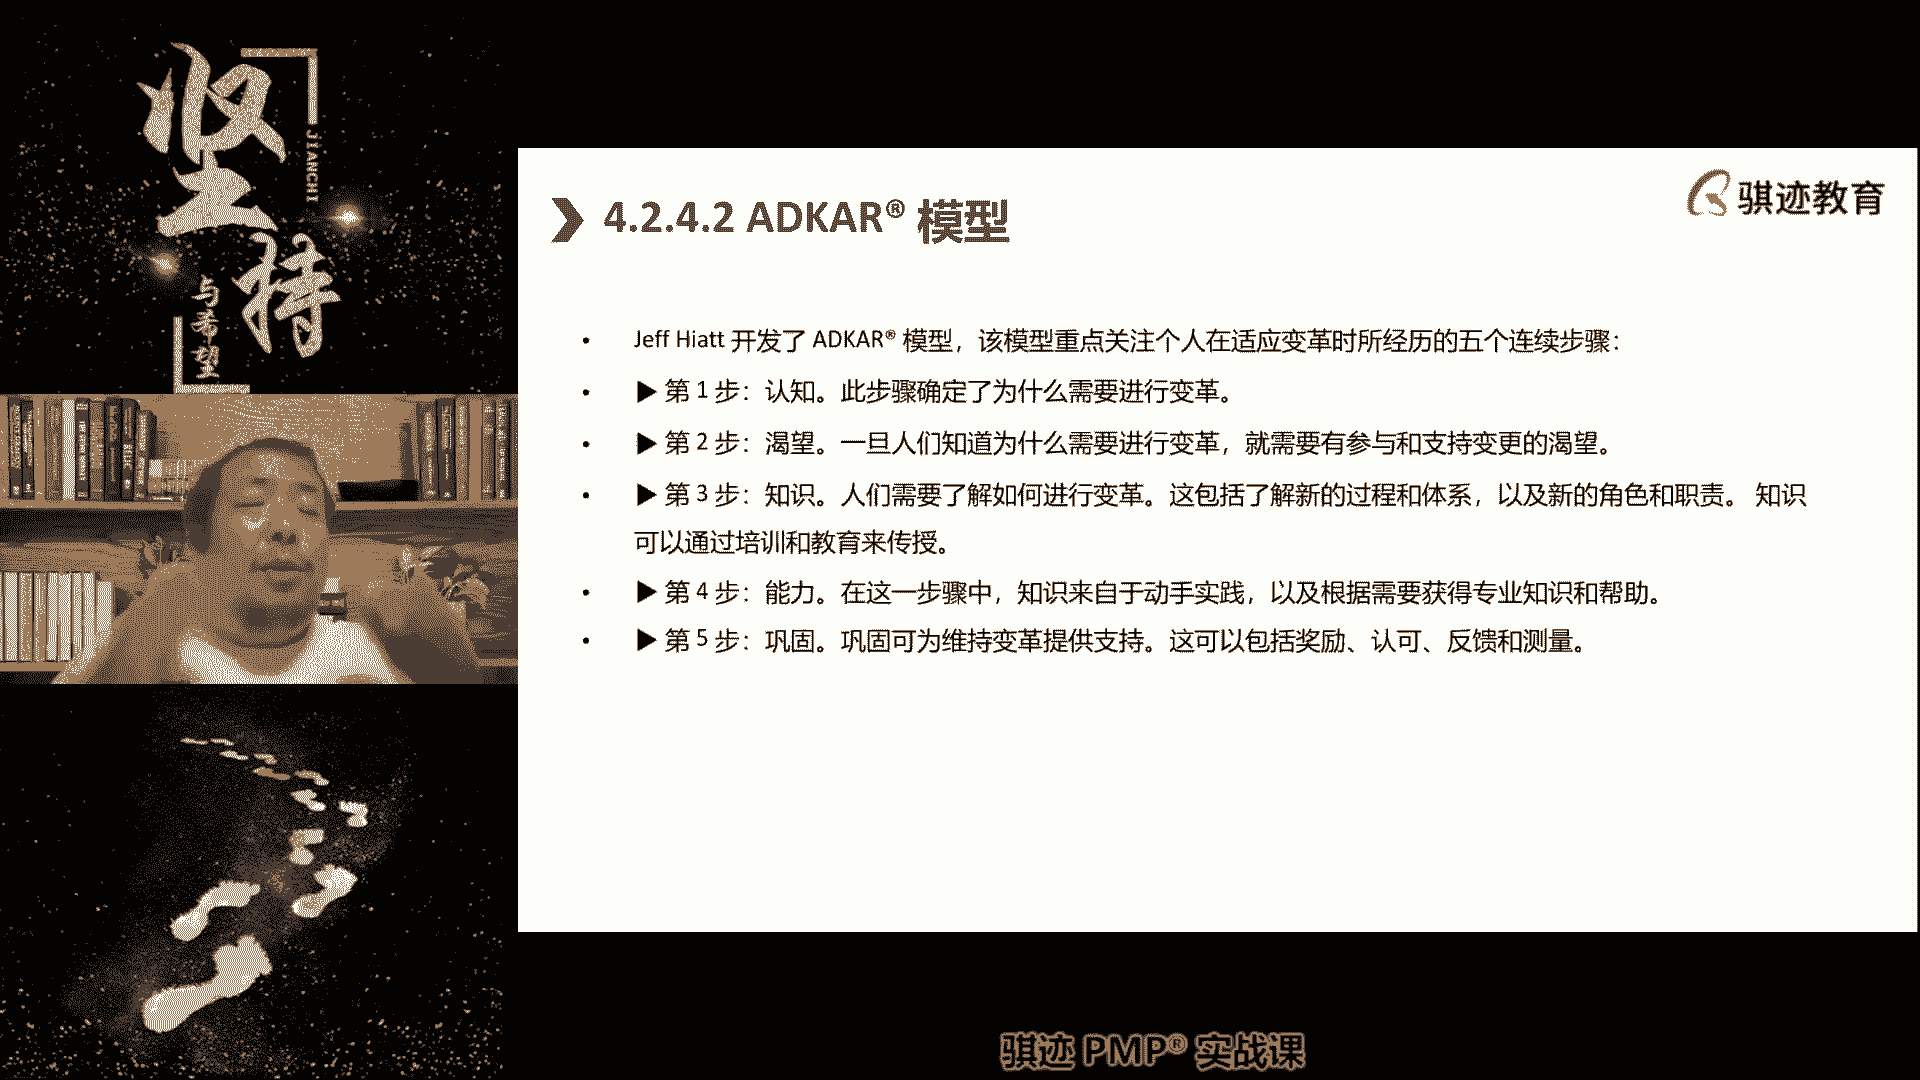 坚持
JIANCHI
与希望
骐迹教育
4.2.4.2 ADKAR® 模型
• Jeff Hiatt 开发了 ADKAR® 模型，该模型重点关注个人在适应变革时所经历的五个连续步骤：
• ▶ 第 1 步：认知。此步骤确定了为什么需要进行变革。
• ▶ 第 2 步：渴望。一旦人们知道为什么需要进行变革，就需要有参与和支持变更的渴望。
• ▶ 第 3 步：知识。人们需要了解如何进行变革。这包括了解新的过程和体系，以及新的角色和职责。 知识
可以通过培训和教育来传授。
• ▶ 第 4 步：能力。在这一步骤中，知识来自于动手实践，以及根据需要获得专业知识和帮助。
• ▶ 第 5 步：巩固。巩固可为维持变革提供支持。这可以包括奖励、认可、反馈和测量。
骐迹 PMP® 实战课